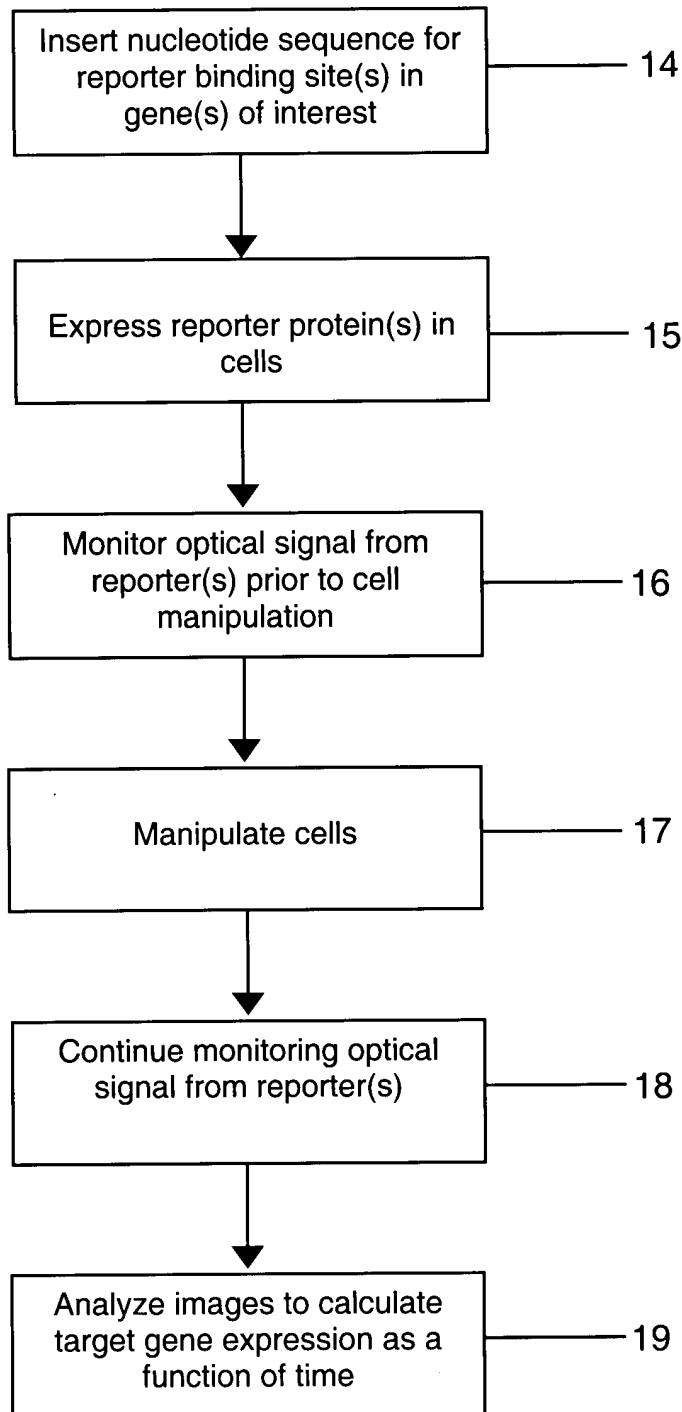 Insert nucleotide sequence for
reporter binding site(s) in
gene(s) of interest
14
Express reporter protein(s) in
cells
15
Monitor optical signal from
reporter(s) prior to cell
manipulation
16
Manipulate cells
17
Continue monitoring optical
signal from reporter(s)
18
Analyze images to calculate
target gene expression as a
function of time
19